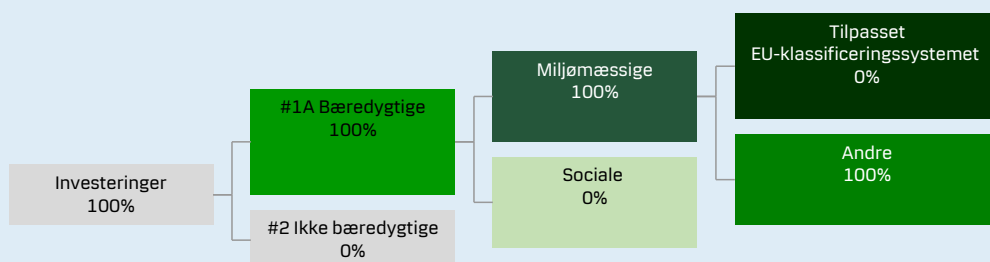 Investeringer
100%
#1A Bæredygtige
100%
#2 Ikke bæredygtige
0%
Miljømæssige
100%
Sociale
0%
Tilpasset
EU-klassificeringssystemet
0%
Andre
100%